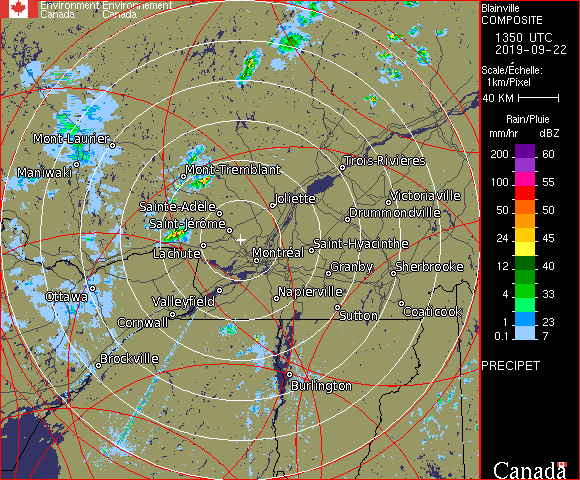 Environment Environnement
Canada Canada
Blainville
COMPOSITE
1350 UTC
2019-09-22
Scale/Échelle:
1km/Pixel
40 KM
Rain/Pluie
mm/hr dBZ
200 60
150 57
100 55
50 50
24 45
12 40
4 33
1 23
0.1 7
PRECIPET
Canada
Mont-Laurier
Maniwaki
Mont-Tremblant
Trois-Rivières
Joliette
Victoriaville
Sainte-Adèle
Drummondville
Saint-Jérôme
Saint-Hyacinthe
Lachute
Montréal
Granby
Sherbrooke
Ottawa
Valleyfield
Napierville
Cornwall
Sutton
Coaticook
Brockville
Burlington